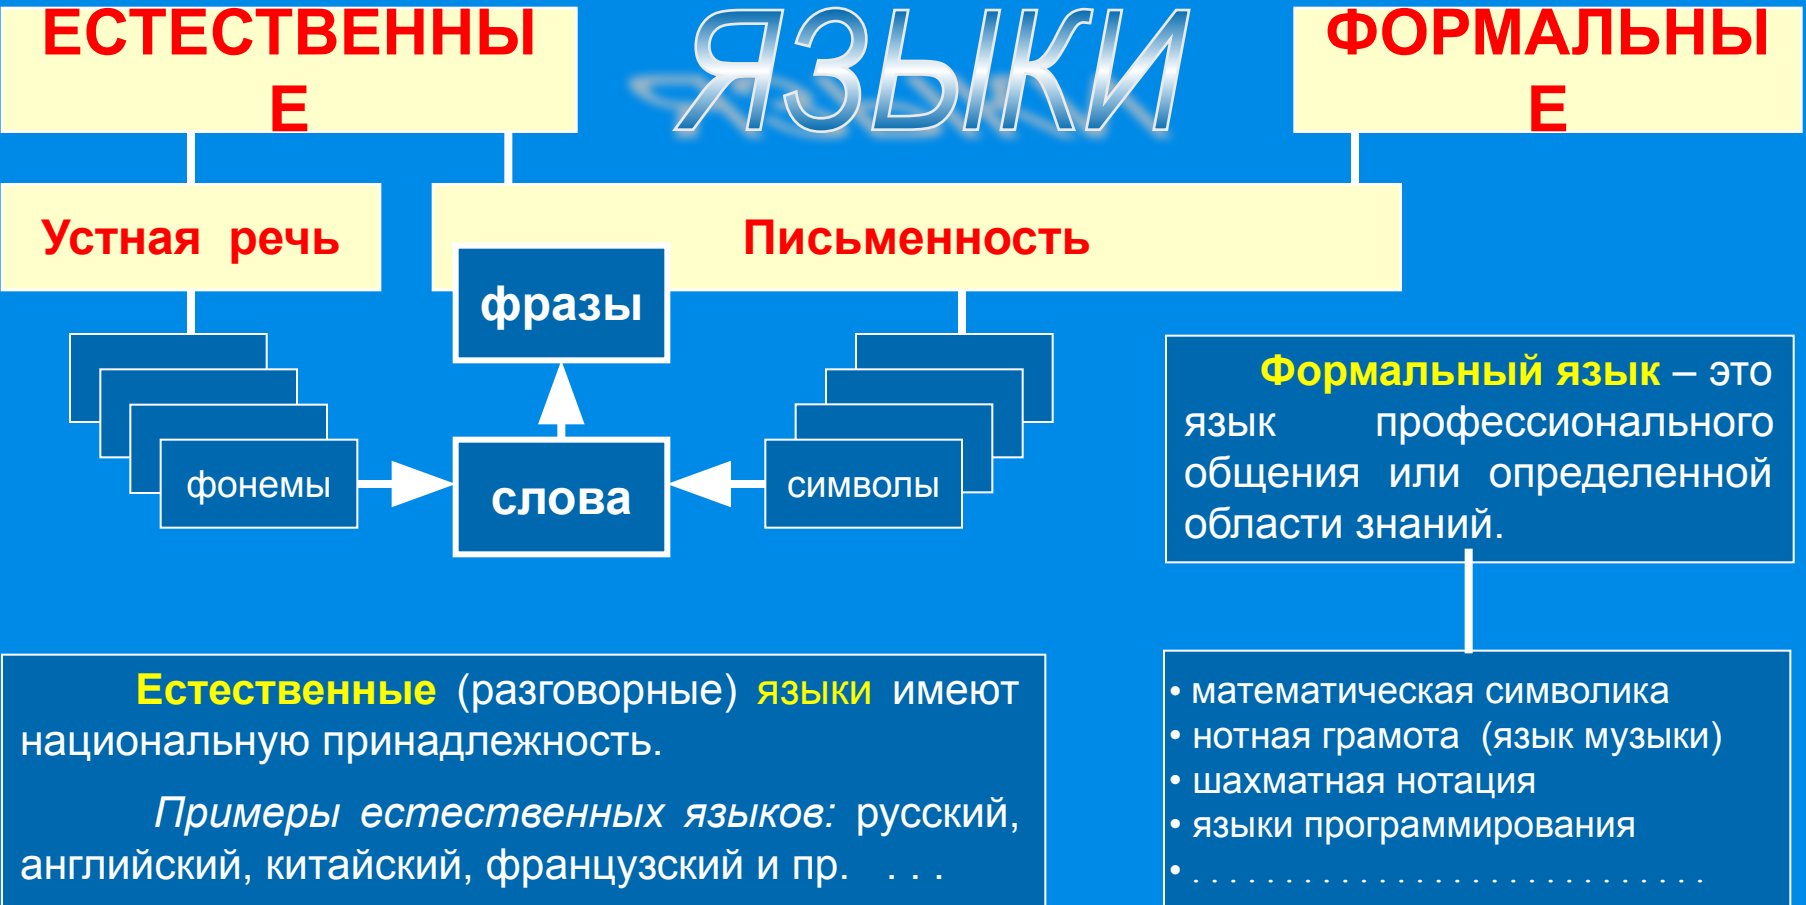 ЕСТЕСТВЕННЫ
Е
ЯЗЫКИ
ФОРМАЛЬНЫ
Е
Устная речь
Письменность
фразы
фонемы
слова
символы
Формальный язык – это
язык профессионального
общения или определенной
области знаний.
Естественные (разговорные) языки имеют
национальную принадлежность.
Примеры естественных языков: русский,
английский, китайский, французский и пр. . . .
• математическая символика
• нотная грамота (язык музыки)
• шахматная нотация
• языки программирования
• . . . . . . . . . . . . . . . . . . . . . . . . . . . .